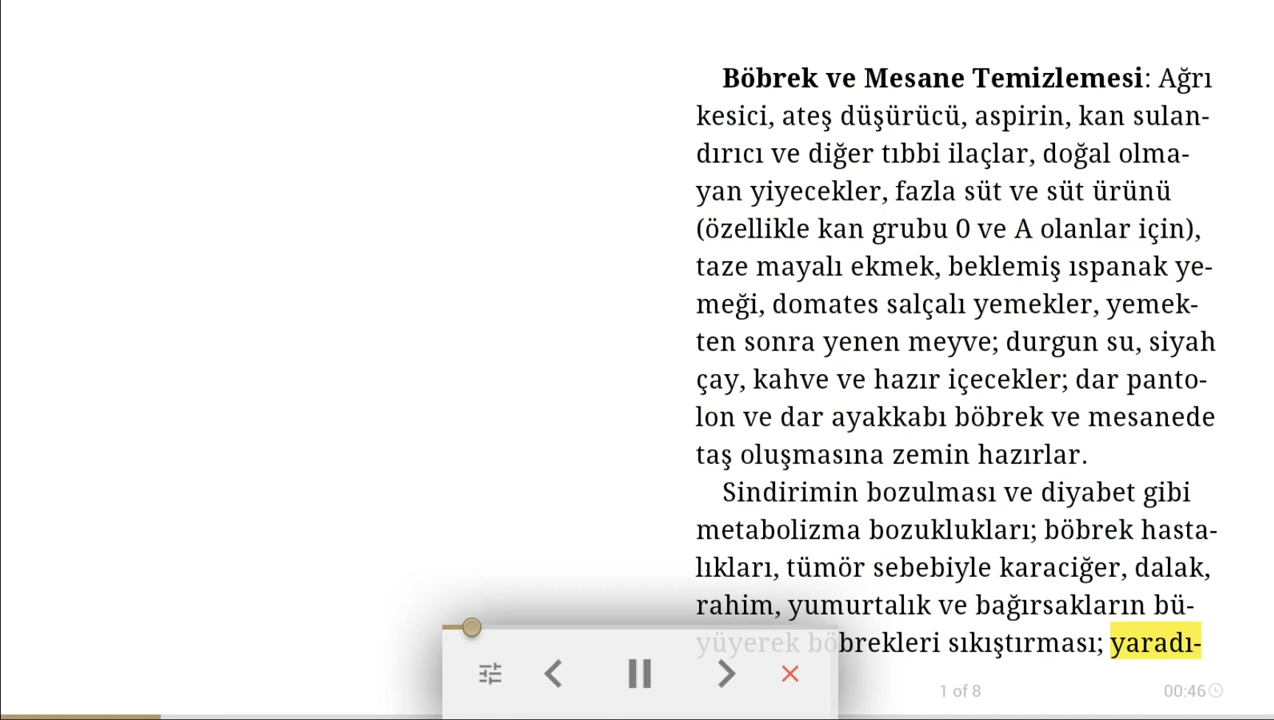 Böbrek ve Mesane Temizlemesi: Ağrı
kesici, ateş düşürücü, aspirin, kan sulan-
dırıcı ve diğer tıbbi ilaçlar, doğal olma-
yan yiyecekler, fazla süt ve süt ürünü
(özellikle kan grubu 0 ve A olanlar için),
taze mayalı ekmek, beklemiş ıspanak ye-
meği, domates salçalı yemekler, yemek-
ten sonra yenen meyve; durgun su, siyah
çay, kahve ve hazır içecekler; dar panto-
lon ve dar ayakkabı böbrek ve mesanede
taş oluşmasına zemin hazırlar.
Sindirimin bozulması ve diyabet gibi
metabolizma bozuklukları; böbrek hasta-
lıkları, tümör sebebiyle karaciğer, dalak,
rahim, yumurtalık ve bağırsakların bü-
yüyerek böbrekleri sıkıştırması; yaradı-
1 of 8
00:46